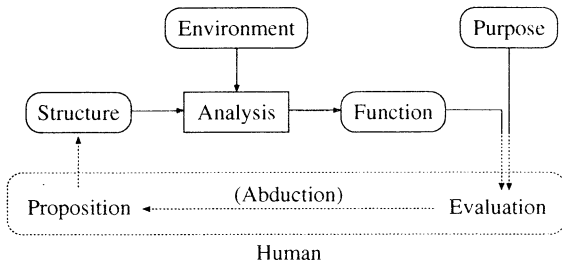 Environment
Purpose
Structure
Analysis
Function
(Abduction)
Proposition
Evaluation
Human